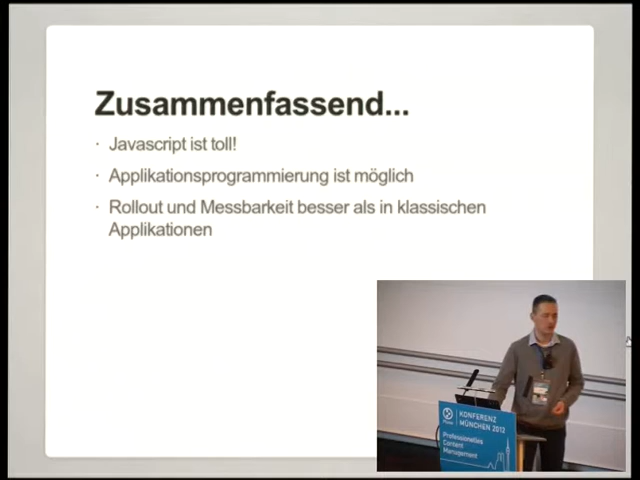 Zusammenfassend...
· Javascript ist toll!
· Applikationsprogrammierung ist möglich
· Rollout und Messbarkeit besser als in klassischen
Applikationen
KONFERENZ
MÜNCHEN 2012
Professionelles
Content
Management